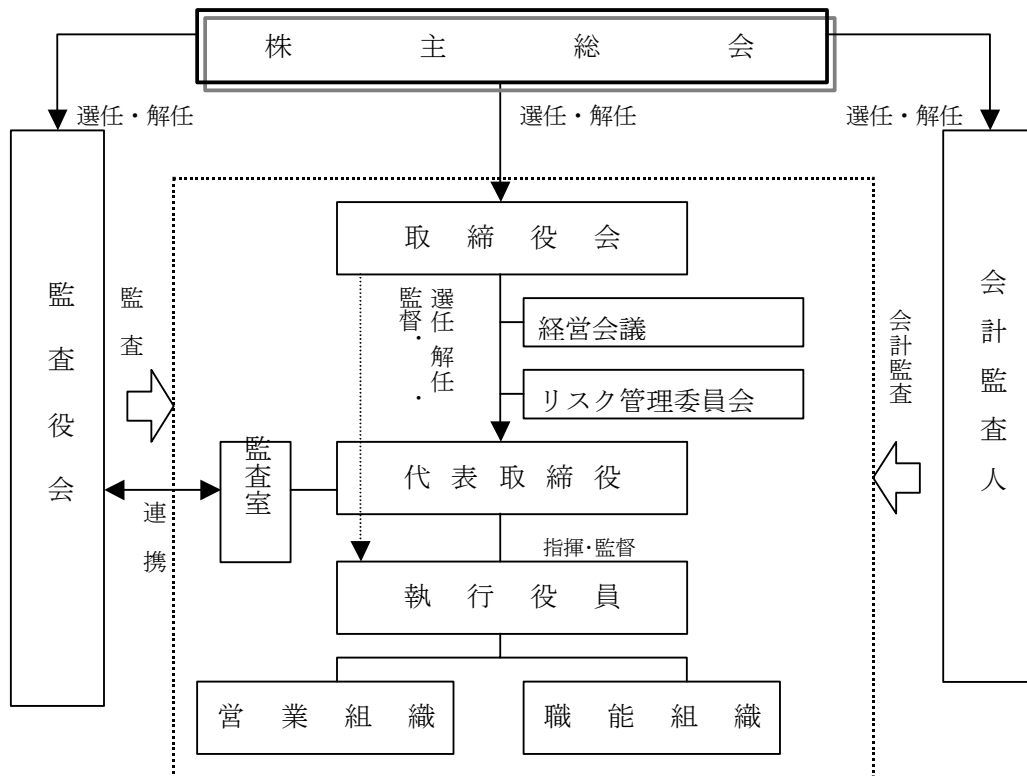 株主総会
選任・解任
選任・解任
選任・解任
監査役会
監査
取締役会
選任・解任
監督・
経営会議
リスク管理委員会
会計監査
会計監査人
監査室
代表取締役
連携
指揮・監督
執行役員
営業組織
職能組織